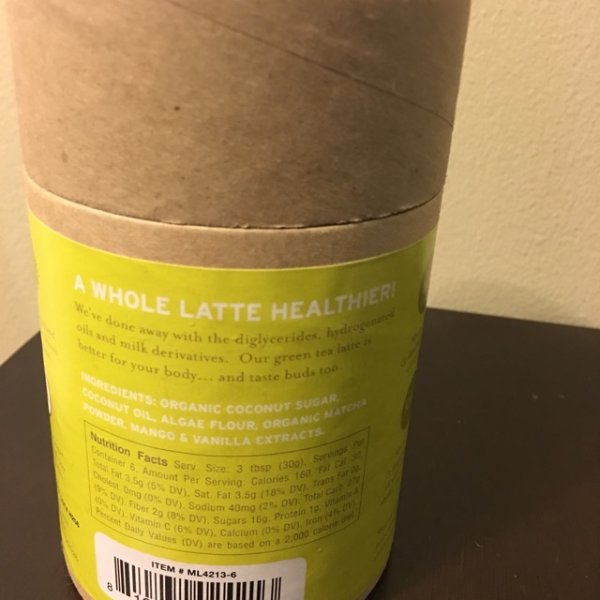 A WHOLE LATTE HEALTHIER!
We've done away with the diglycerides, hydrogenated
oils and milk derivatives. Our green tea latte is
better for your body... and taste buds too.
INGREDIENTS: ORGANIC COCONUT SUGAR,
COCONUT OIL, ALGAE FLOUR, ORGANIC MATCHA
POWDER, MANGO & VANILLA EXTRACTS.
Nutrition Facts Serv. Size: 3 tbsp (30g), Servings Per
Container 6, Amount Per Serving: Calories 160, Fat Cal. 30,
Total Fat 3.5g (5% DV), Sat. Fat 3.5g (18% DV), Trans Fat 0g,
Cholest. 0mg (0% DV), Sodium 40mg (2% DV), Total Carb. 27g
(9% DV), Fiber 2g (8% DV), Sugars 16g, Protein 1g, Vitamin A
(0% DV), Vitamin C (6% DV), Calcium (0% DV), Iron (4% DV).
Percent Daily Values (DV) are based on a 2,000 calorie diet.
ITEM # ML4213-6
8